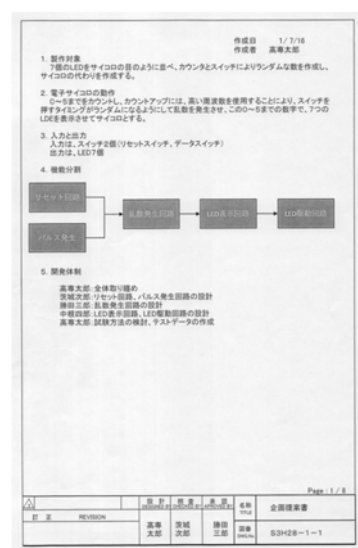 作成日 1/7/16
作成者 高専太郎
1. 製作対象
7個のLEDをサイコロの目のように並べ、カウンタとスイッチによりランダムな数を作成し、
サイコロの代わりを作成する。
2. 電子サイコロの動作
0～5までをカウントし、カウントアップには、高い周波数を使用することにより、スイッチを
押すタイミングがランダムになるようにして乱数を発生させ、この0～5までの数字で、7つの
LDEを表示させてサイコロとする。
3. 入力と出力
入力は、スイッチ2個(リセットスイッチ、データスイッチ)
出力は、LED7個
4. 機能分割
リセット回路
乱数発生回路
LED表示回路
LED駆動回路
パルス発生
5. 開発体制
高専太郎:全体取り纏め
茨城次郎:リセット回路、パルス発生回路の設計
勝田三郎:乱数発生回路の設計
中根四郎:LED表示回路、LED駆動回路の設計
高専太郎:試験方法の検討、テストデータの作成
Page : 1 / 6
設計 検査 承認 名称 企画提案書
DESIGNED BY CHECKED BY APPROVED BY TITLE
訂正 REVISION
高専太郎 茨城次郎 勝田三郎 図番 S3H28-1-1
DWG.No.